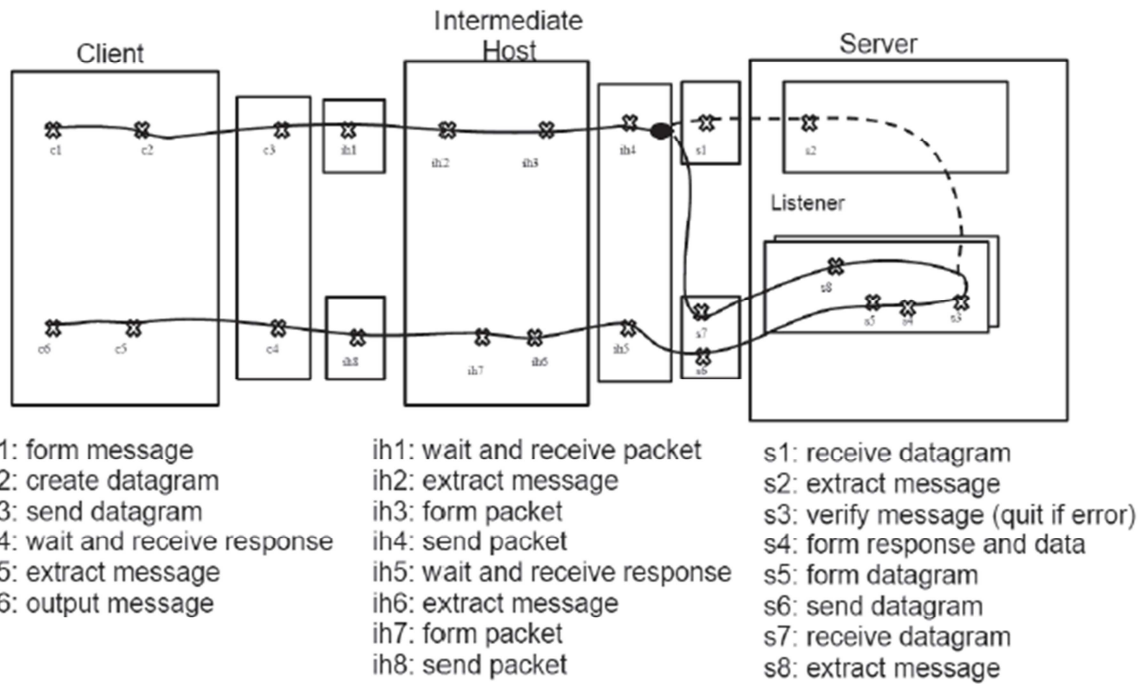 Client
Intermediate
Host
Server
c1
c2
c3
ih1
ih2
ih3
ih4
s1
s2
Listener
s8
s5
s4
s3
s7
s6
c6
c5
c4
ih8
ih7
ih6
ih5
1: form message
2: create datagram
3: send datagram
4: wait and receive response
5: extract message
6: output message
ih1: wait and receive packet
ih2: extract message
ih3: form packet
ih4: send packet
ih5: wait and receive response
ih6: extract message
ih7: form packet
ih8: send packet
s1: receive datagram
s2: extract message
s3: verify message (quit if error)
s4: form response and data
s5: form datagram
s6: send datagram
s7: receive datagram
s8: extract message